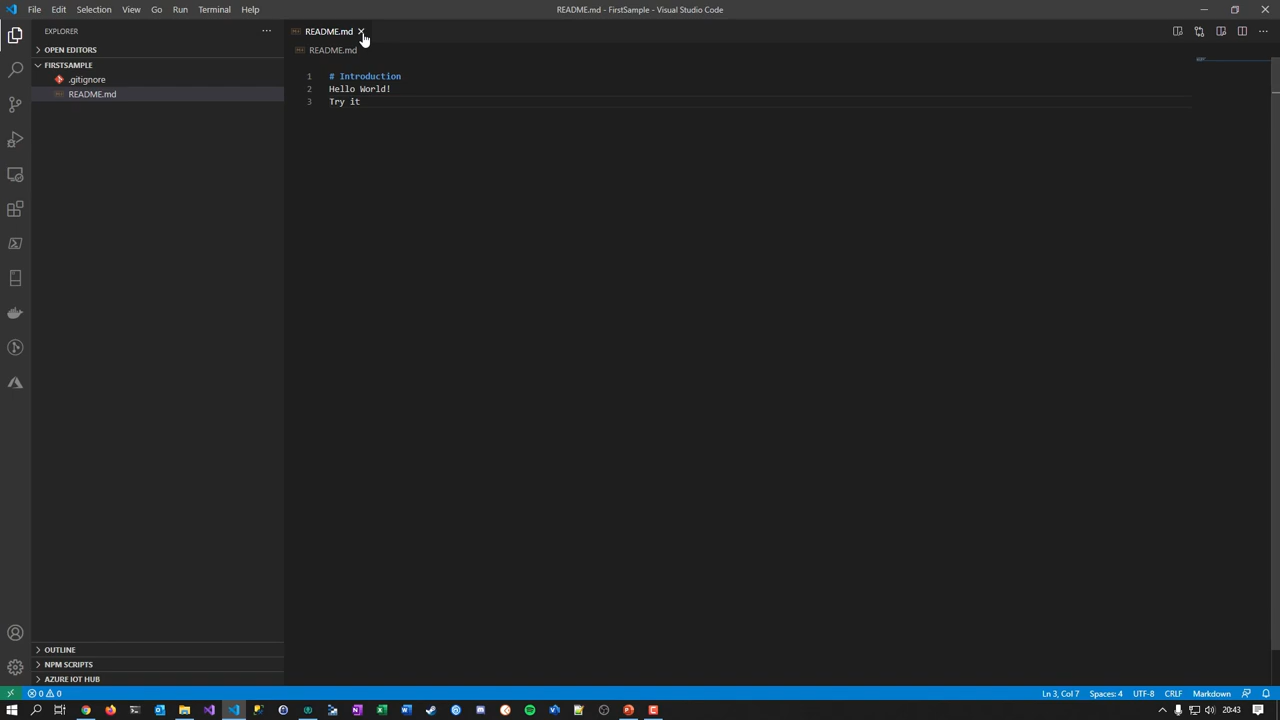 File Edit Selection View Go Run Terminal Help
README.md - FirstSample - Visual Studio Code
EXPLORER
README.md
OPEN EDITORS
README.md
FIRSTSAMPLE
.gitignore
README.md
1 # Introduction
2 Hello World!
3 Try it
OUTLINE
NPM SCRIPTS
AZURE IOT HUB
0 0
Ln 3, Col 7 Spaces: 4 UTF-8 CRLF Markdown
20:43